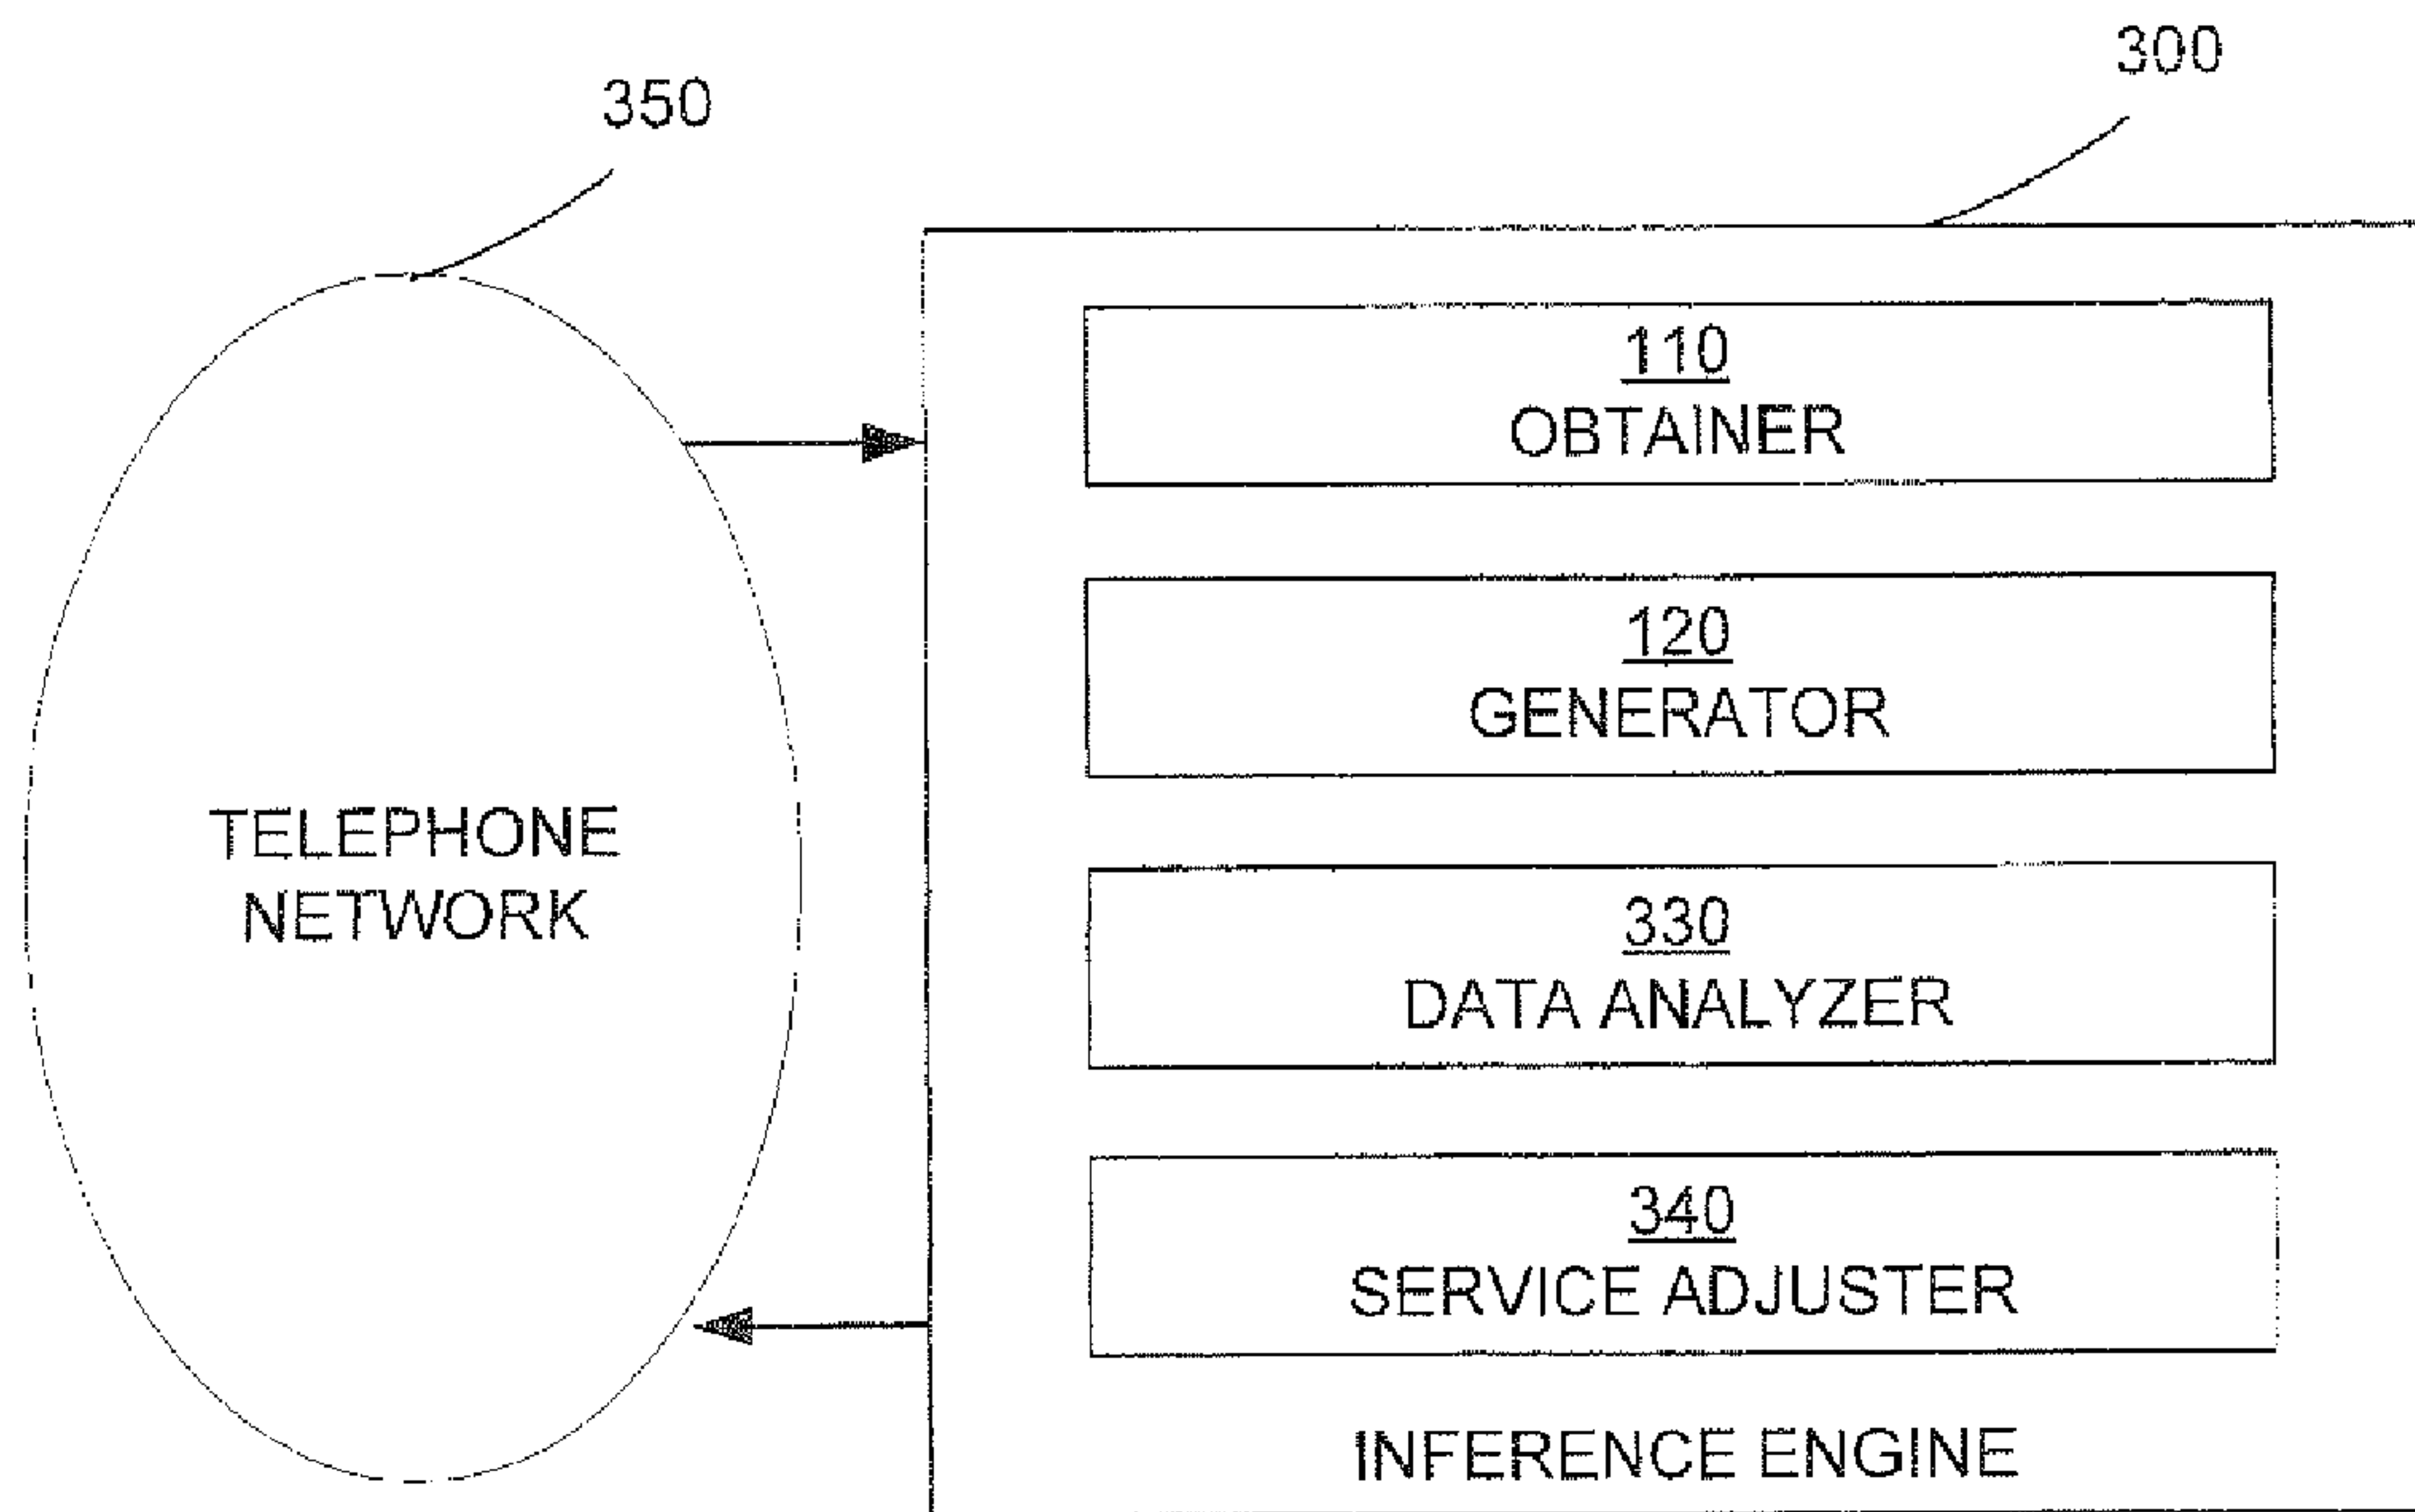 350
300
110
OBTAINER
120
GENERATOR
TELEPHONE
NETWORK
330
DATA ANALYZER
340
SERVICE ADJUSTER
INFERENCE ENGINE